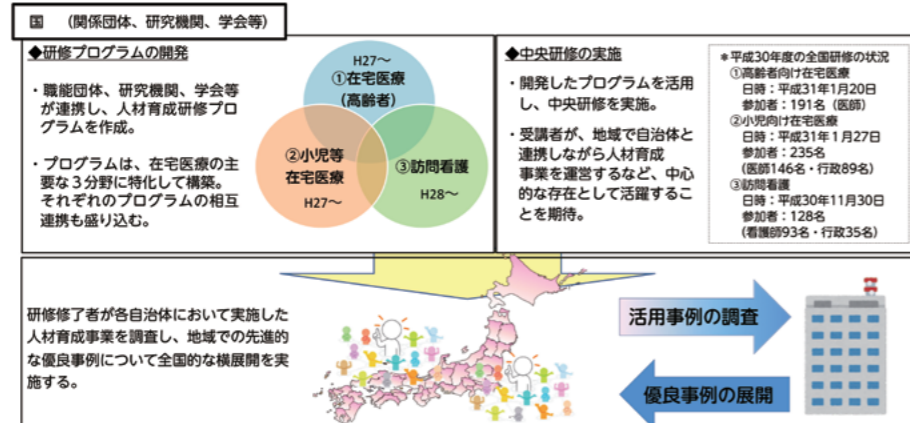 国　(関係団体、研究機関、学会等)
◆研修プログラムの開発
・職能団体、研究機関、学会等
が連携し、人材育成研修プロ
グラムを作成。
・プログラムは、在宅医療の主
要な３分野に特化して構築。
それぞれのプログラムの相互
連携も盛り込む。
H27～
①在宅医療
(高齢者)
②小児等
在宅医療
H27～
③訪問看護
H28～
◆中央研修の実施
・開発したプログラムを活用
し、中央研修を実施。
・受講者が、地域で自治体と
連携しながら人材育成
事業を運営するなど、中心
的な存在として活躍するこ
とを期待。
＊平成30年度の全国研修の状況
①高齢者向け在宅医療
日時：平成31年1月20日
参加者：191名（医師）
②小児向け在宅医療
日時：平成31年１月27日
参加者：235名
(医師146名・行政89名)
③訪問看護
日時：平成30年11月30日
参加者：128名
(看護師93名・行政35名)
研修修了者が各自治体において実施した
人材育成事業を調査し、地域での先進的
な優良事例について全国的な横展開を実
施する。
活用事例の調査
優良事例の展開